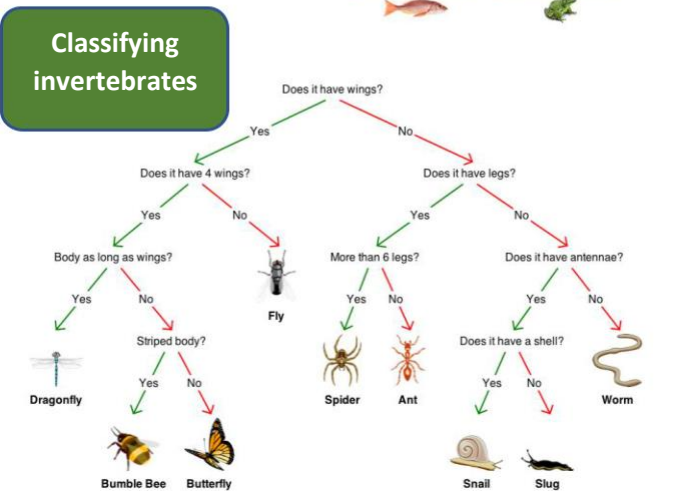 Classifying
invertebrates
Does it have wings?
Yes
No
Does it have 4 wings?
Does it have legs?
Yes
No
Yes
No
Body as long as wings?
More than 6 legs?
Does it have antennae?
Yes
No
Fly
Yes
No
Yes
No
Striped body?
Does it have a shell?
Dragonfly
Yes
No
Spider
Ant
Yes
No
Worm
Bumble Bee
Butterfly
Snail
Slug